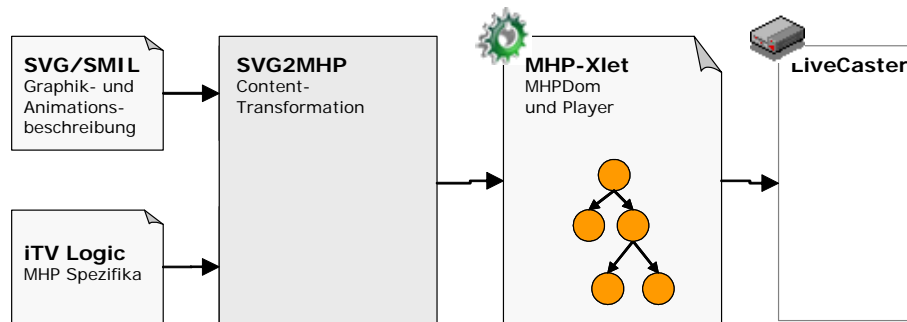 SVG/SMIL
Graphik- und
Animations-
beschreibung
iTV Logic
MHP Spezifika
SVG2MHP
Content-
Transformation
MHP-Xlet
MHPDom
und Player
LiveCaster